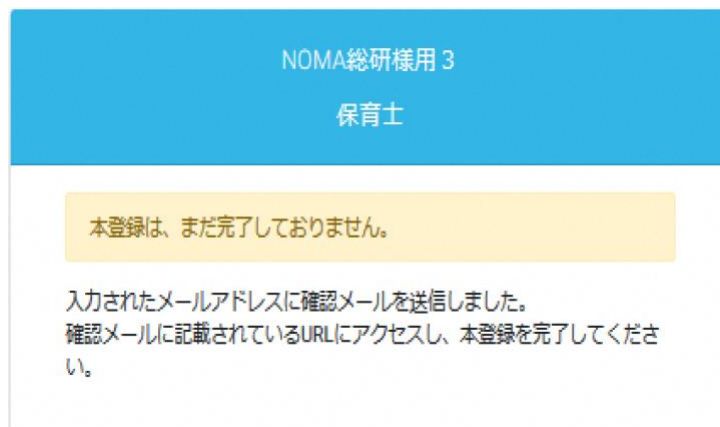 NOMA総研様用3
保育士
本登録は、まだ完了しておりません。
入力されたメールアドレスに確認メールを送信しました。
確認メールに記載されているURLにアクセスし、本登録を完了してくださ
い。